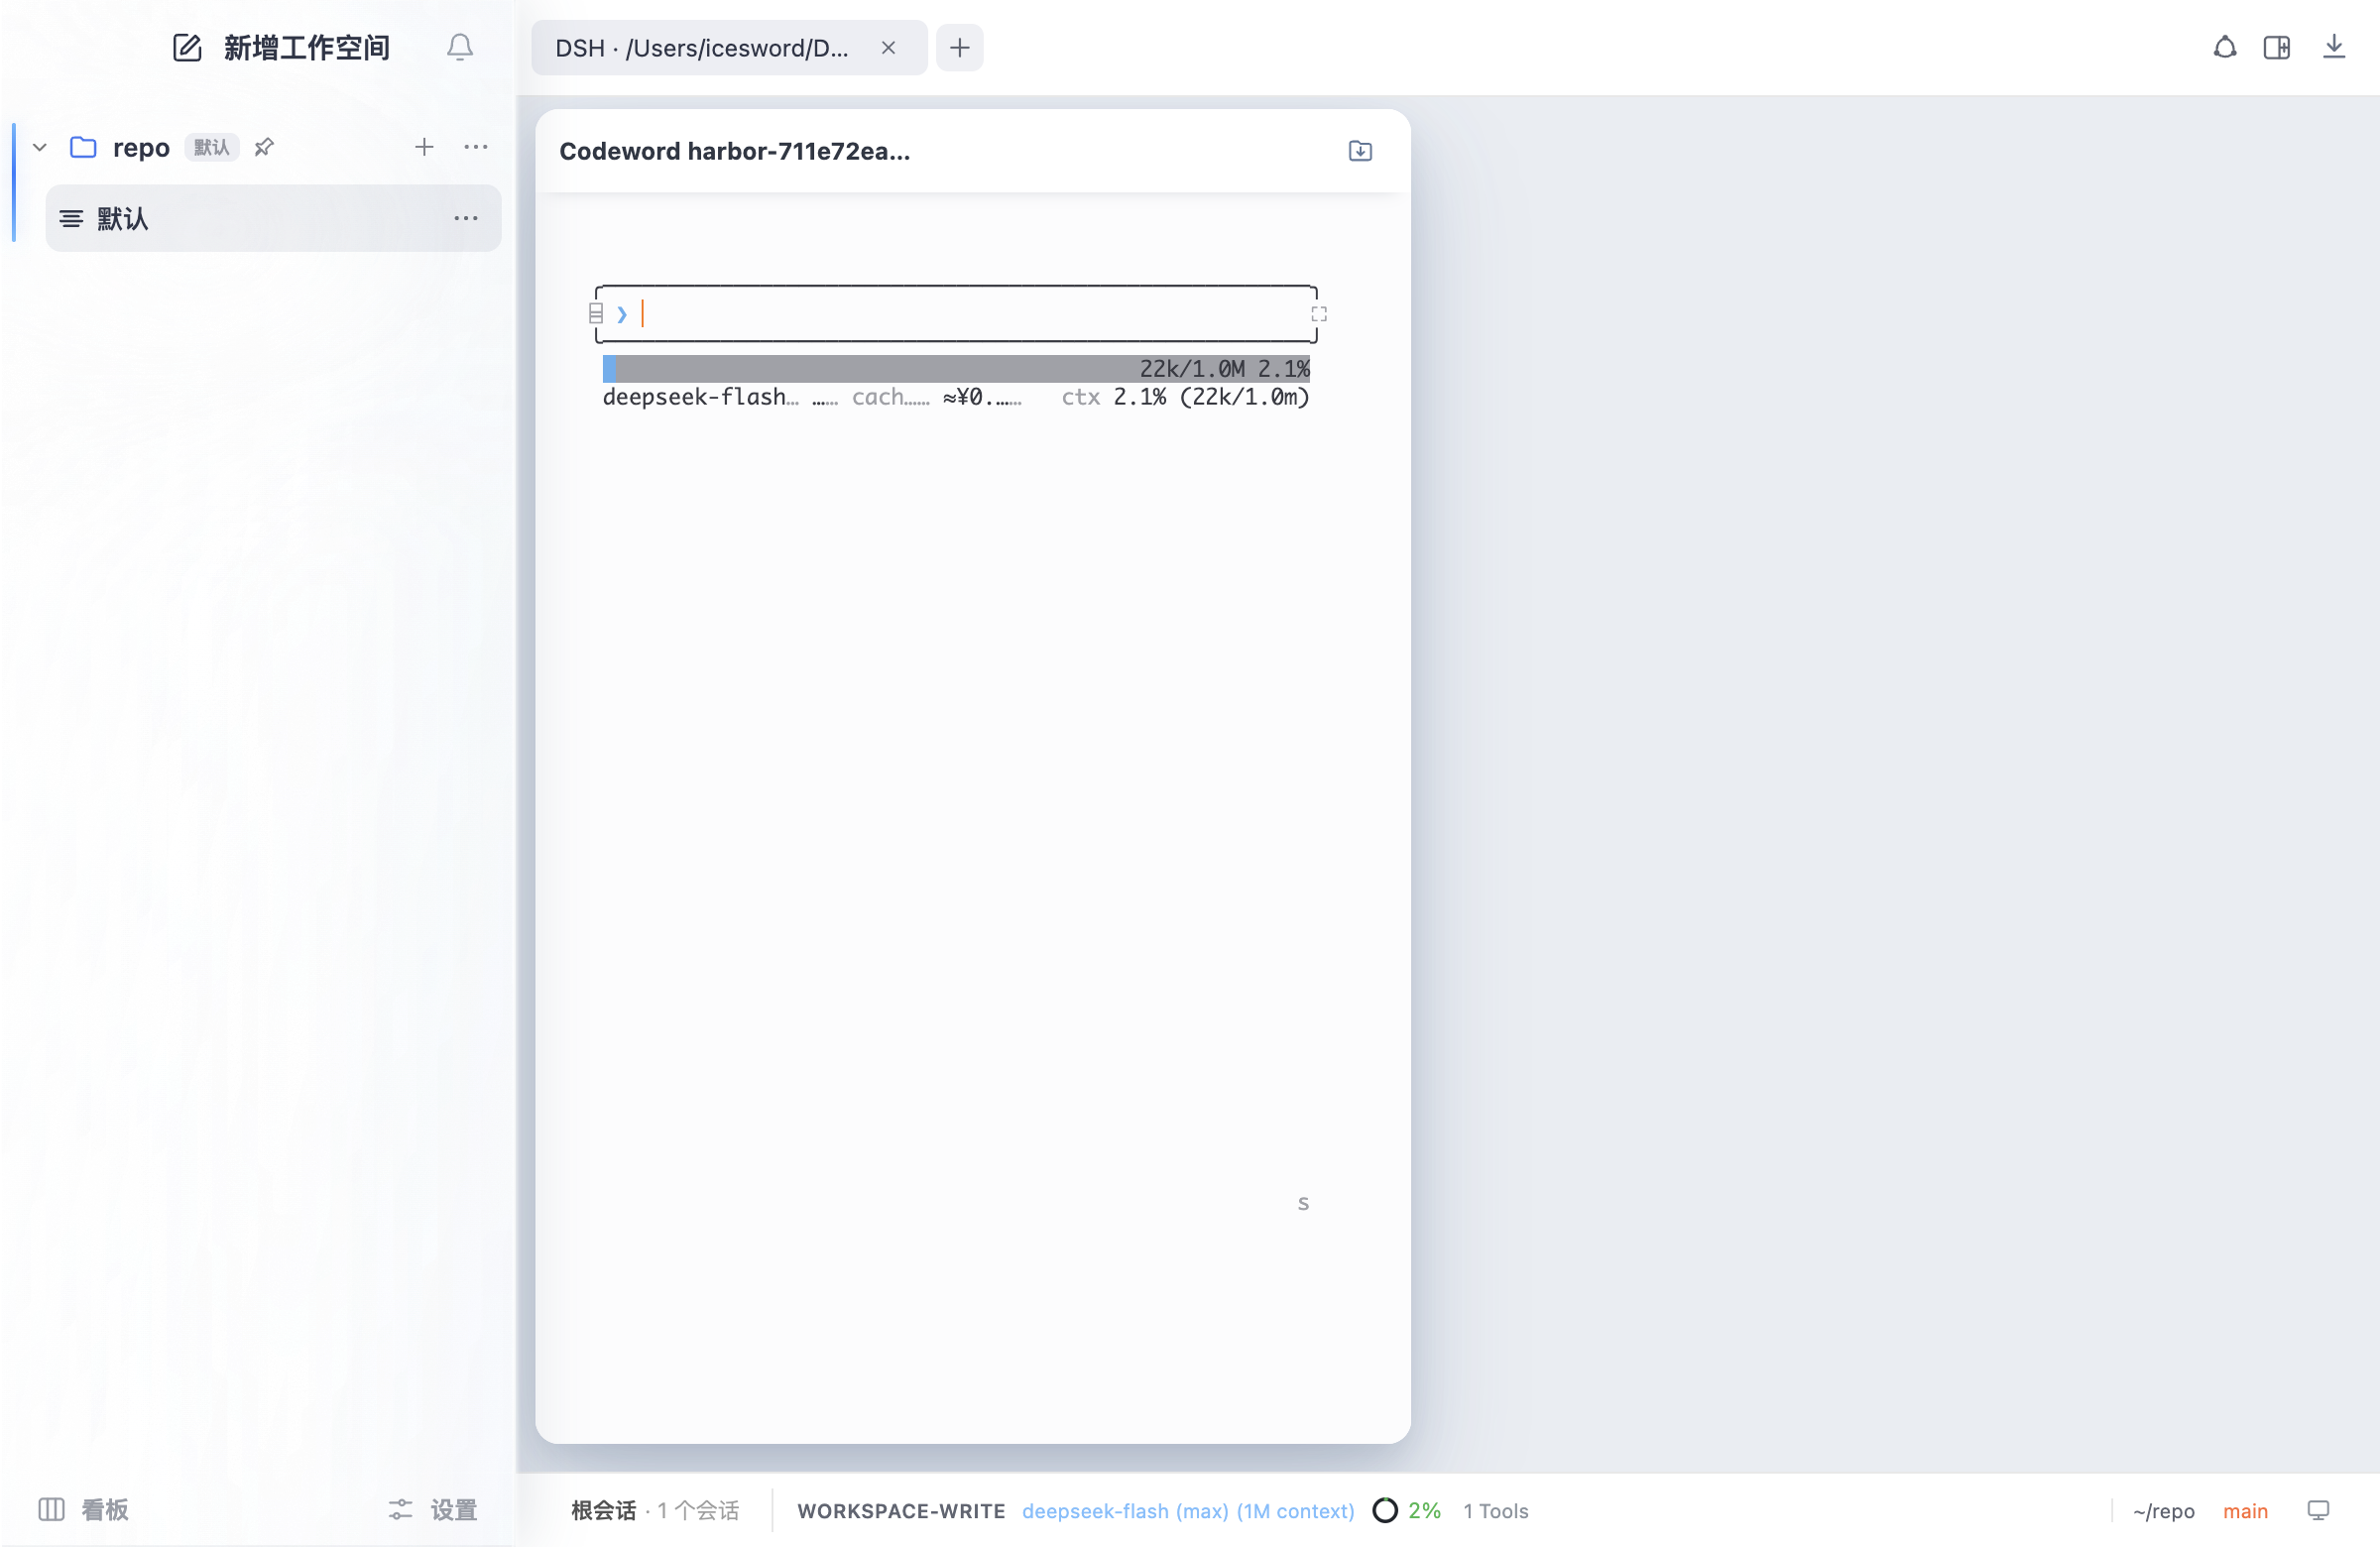 新增工作空间
DSH · /Users/icesword/D...
repo 默认
默认
Codeword harbor-711e72ea...
❯
22k/1.0M 2.1%
deepseek-flash… …… cach…… ≈¥0.…… ctx 2.1% (22k/1.0m)
s
看板
设置
根会话 · 1 个会话
WORKSPACE-WRITE deepseek-flash (max) (1M context) 2% 1 Tools
~/repo main